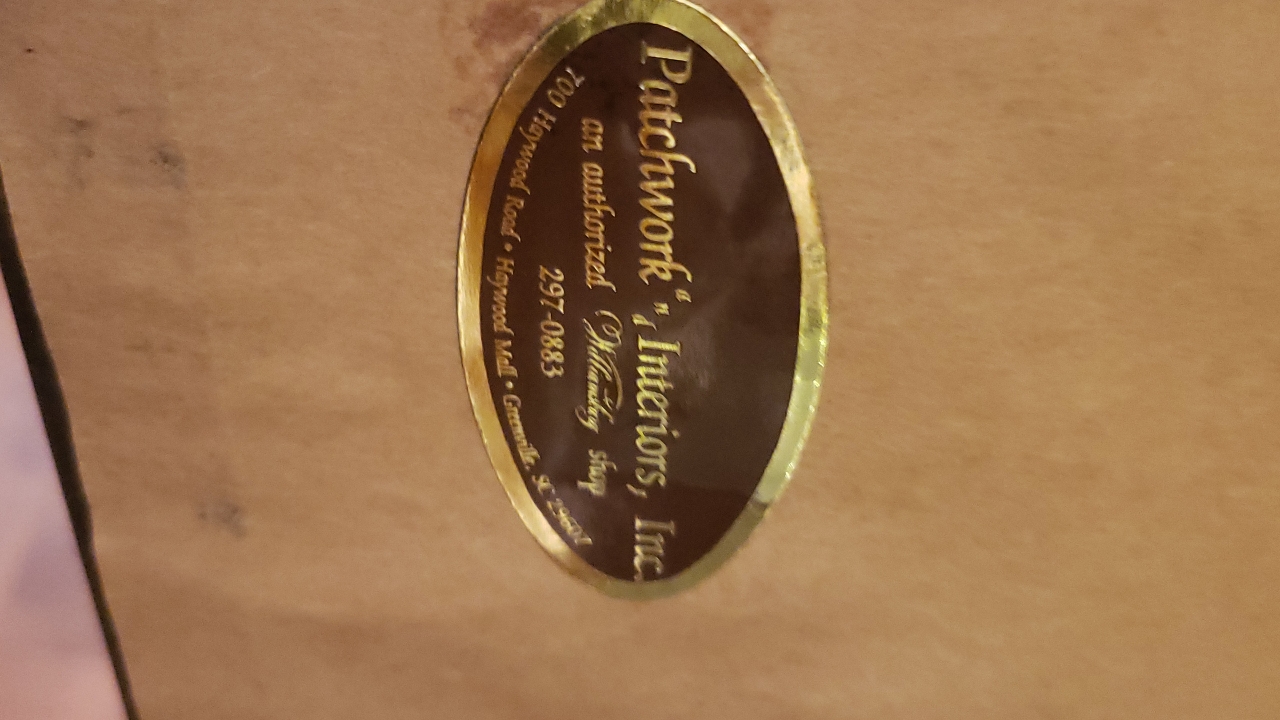 Patchwork "n Interiors, Inc.
an authorized Williamsburg shop
297-0883
700 Haywood Road • Haywood Mall • Greenville, SC 29607